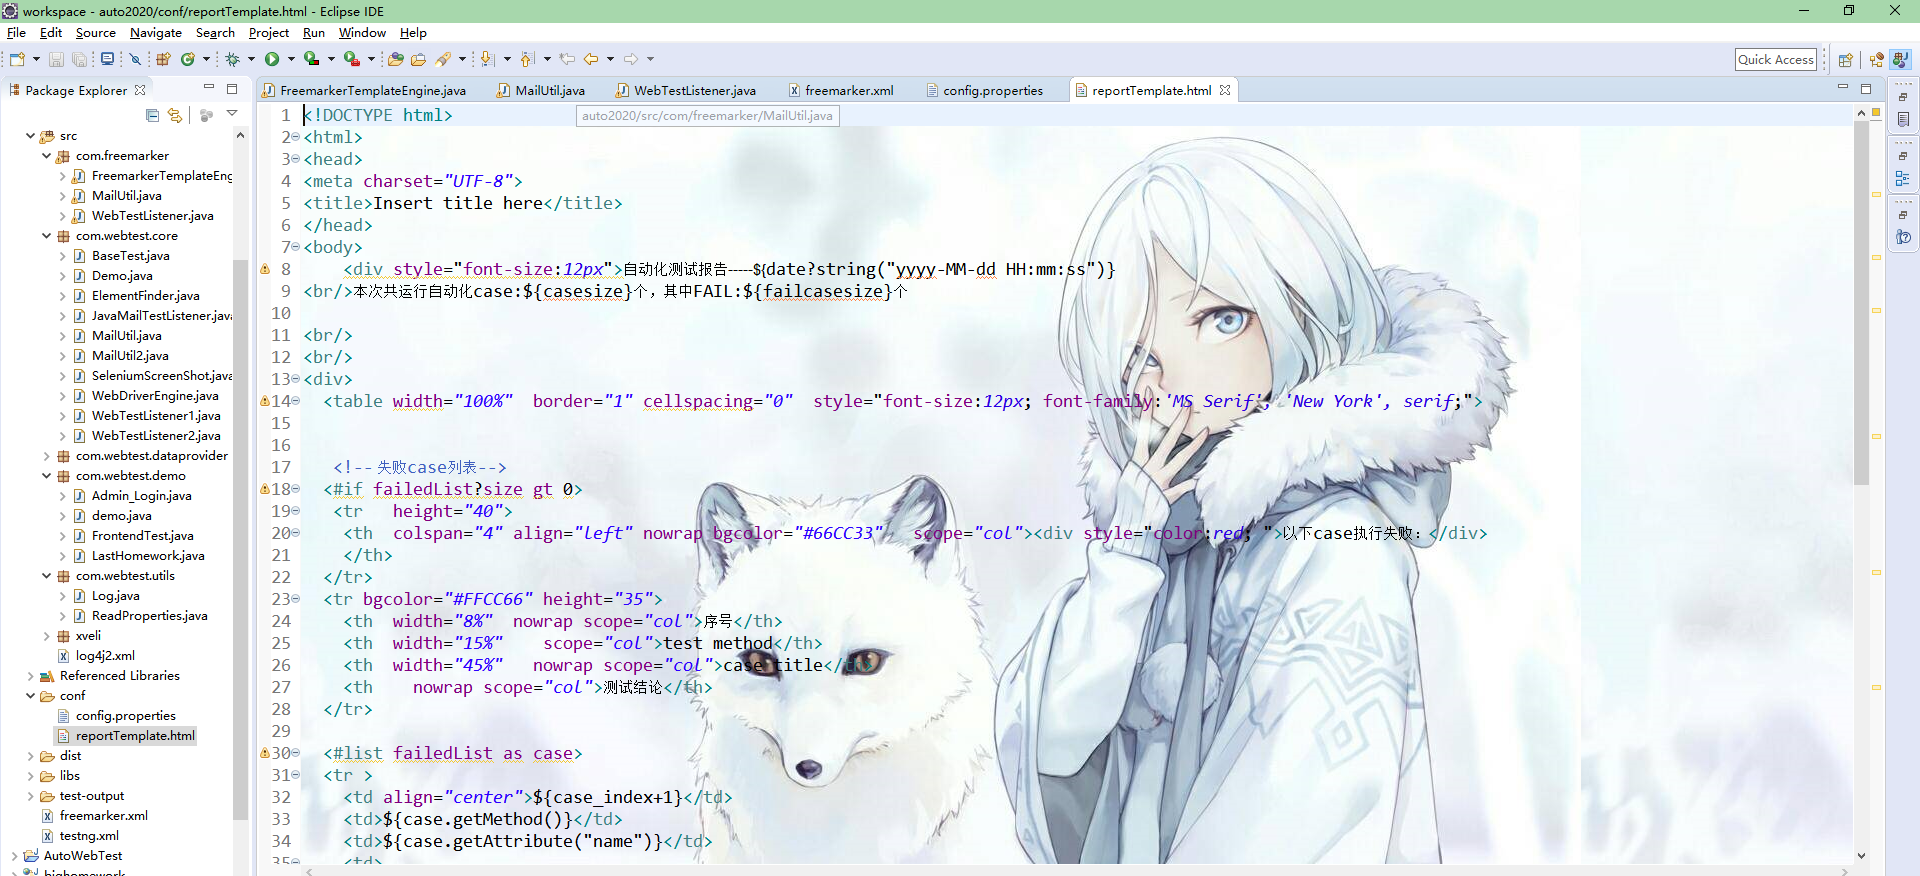 workspace - auto2020/conf/reportTemplate.html - Eclipse IDE
File Edit Source Navigate Search Project Run Window Help
Quick Access
Package Explorer
src
com.freemarker
FreemarkerTemplateEng
MailUtil.java
WebTestListener.java
com.webtest.core
BaseTest.java
Demo.java
ElementFinder.java
JavaMailTestListener.java
MailUtil.java
MailUtil2.java
SeleniumScreenShot.java
WebDriverEngine.java
WebTestListener1.java
WebTestListener2.java
com.webtest.dataprovider
com.webtest.demo
Admin_Login.java
demo.java
FrontendTest.java
LastHomework.java
com.webtest.utils
Log.java
ReadProperties.java
xveli
log4j2.xml
Referenced Libraries
conf
config.properties
reportTemplate.html
dist
libs
test-output
freemarker.xml
testng.xml
AutoWebTest
bighomework
FreemarkerTemplateEngine.java MailUtil.java WebTestListener.java freemarker.xml config.properties reportTemplate.html
auto2020/src/com/freemarker/MailUtil.java
1 <!DOCTYPE html>
2 <html>
3 <head>
4 <meta charset="UTF-8">
5 <title>Insert title here</title>
6 </head>
7 <body>
8 <div style="font-size:12px">自动化测试报告-----${date?string("yyyy-MM-dd HH:mm:ss")}
9 <br/>本次共运行自动化case:${casesize}个，其中FAIL:${failcasesize}个
10
11 <br/>
12 <br/>
13 <div>
14 <table width="100%" border="1" cellspacing="0" style="font-size:12px; font-family:'MS Serif', 'New York', serif;">
15
16
17 <!-- 失败case列表-->
18 <#if failedList?size gt 0>
19 <tr height="40">
20 <th colspan="4" align="left" nowrap bgcolor="#66CC33" scope="col"><div style="color:red; ">以下case执行失败：</div>
21 </th>
22 </tr>
23 <tr bgcolor="#FFCC66" height="35">
24 <th width="8%" nowrap scope="col">序号</th>
25 <th width="15%" scope="col">test method</th>
26 <th width="45%" nowrap scope="col">case title</th>
27 <th nowrap scope="col">测试结论</th>
28 </tr>
29
30 <#list failedList as case>
31 <tr >
32 <td align="center">${case_index+1}</td>
33 <td>${case.getMethod()}</td>
34 <td>${case.getAttribute("name")}</td>
35 <td>